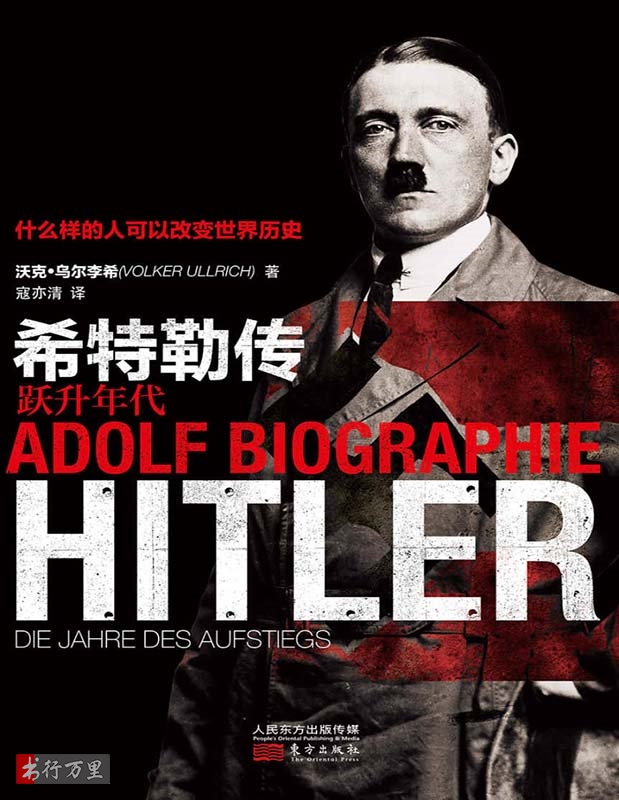 什么样的人可以改变世界历史
沃克•乌尔李希(VOLKER ULLRICH) 著
寇亦清 译
希特勒传
跃升年代
ADOLF BIOGRAPHIE
HITLER
DIE JAHRE DES AUFSTIEGS
人民东方出版传媒
People's Oriental Publishing & Media
东方出版社
The Oriental Press
书行万里